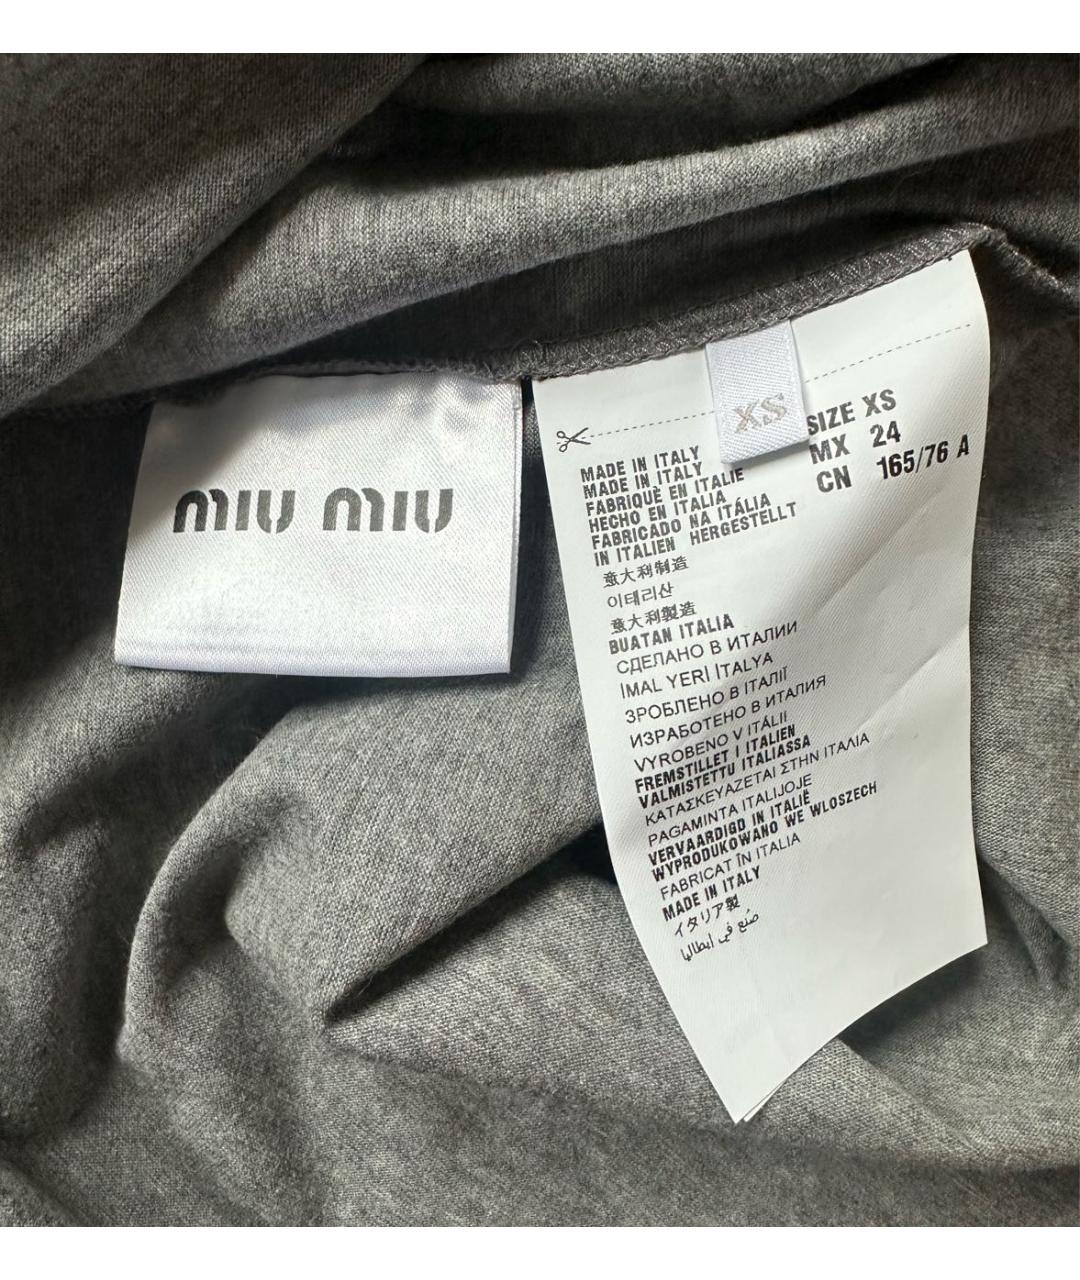 miu miu
XS
SIZE XS
MX 24
CN 165/76 A
MADE IN ITALY
MADE IN ITALY
FABRIQUÈ EN ITALIE
HECHO EN ITALIA
FABRICADO NA ITÁLIA
IN ITALIEN HERGESTELLT
意大利制造
이태리산
意大利製造
BUATAN ITALIA
СДЕЛАНО В ИТАЛИИ
İMAL YERİ İTALYA
ЗРОБЛЕНО В ІТАЛІЇ
ИЗРАБОТЕНО В ИТАЛИЯ
VYROBENO V ITÁLII
FREMSTILLET I ITALIEN
VALMISTETTU ITALIASSA
ΚΑΤΑΣΚΕΥΑΖΕΤΑΙ ΣΤΗΝ ΙΤΑΛΙΑ
PAGAMINTA ITALIJOJE
VERVAARDIGD IN ITALIË
WYPRODUKOWANO WE WLOSZECH
FABRICAT ÎN ITALIA
MADE IN ITALY
イタリア製
صُنع في إيطاليا